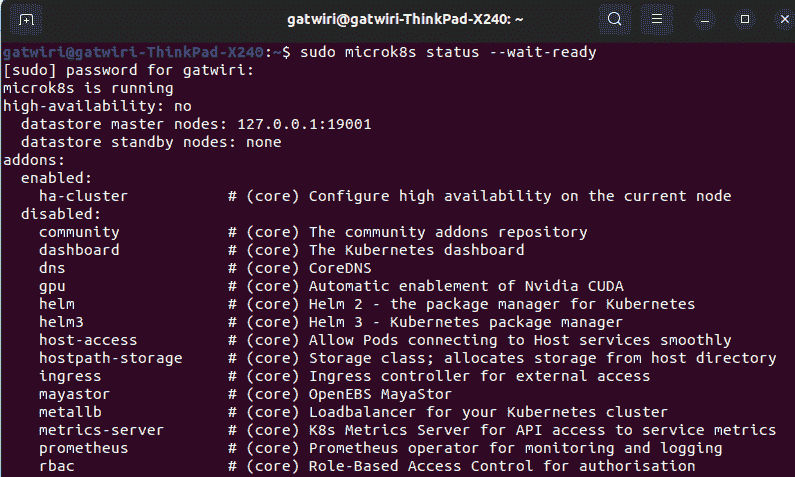 gatwiri@gatwiri-ThinkPad-X240: ~
gatwiri@gatwiri-ThinkPad-X240:~$ sudo microk8s status --wait-ready
[sudo] password for gatwiri:
microk8s is running
high-availability: no
  datastore master nodes: 127.0.0.1:19001
  datastore standby nodes: none
addons:
  enabled:
    ha-cluster           # (core) Configure high availability on the current node
  disabled:
    community            # (core) The community addons repository
    dashboard            # (core) The Kubernetes dashboard
    dns                  # (core) CoreDNS
    gpu                  # (core) Automatic enablement of Nvidia CUDA
    helm                 # (core) Helm 2 - the package manager for Kubernetes
    helm3                # (core) Helm 3 - Kubernetes package manager
    host-access          # (core) Allow Pods connecting to Host services smoothly
    hostpath-storage     # (core) Storage class; allocates storage from host directory
    ingress              # (core) Ingress controller for external access
    mayastor             # (core) OpenEBS MayaStor
    metallb              # (core) Loadbalancer for your Kubernetes cluster
    metrics-server       # (core) K8s Metrics Server for API access to service metrics
    prometheus           # (core) Prometheus operator for monitoring and logging
    rbac                 # (core) Role-Based Access Control for authorisation